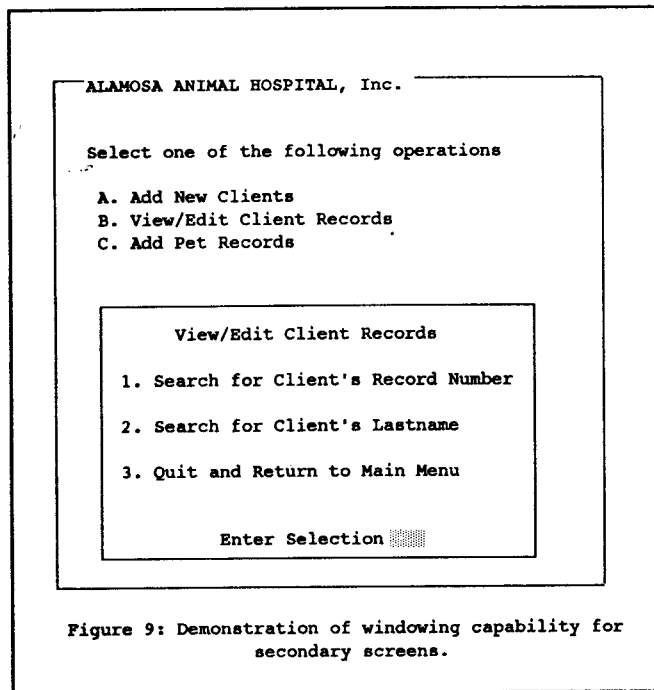 ALAMOSA ANIMAL HOSPITAL, Inc.
Select one of the following operations
A. Add New Clients
B. View/Edit Client Records
C. Add Pet Records
View/Edit Client Records
1. Search for Client's Record Number
2. Search for Client's Lastname
3. Quit and Return to Main Menu
Enter Selection
Figure 9: Demonstration of windowing capability for
secondary screens.